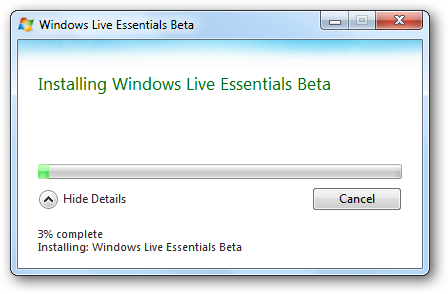 Windows Live Essentials Beta
Installing Windows Live Essentials Beta
Hide Details
Cancel
3% complete
Installing: Windows Live Essentials Beta